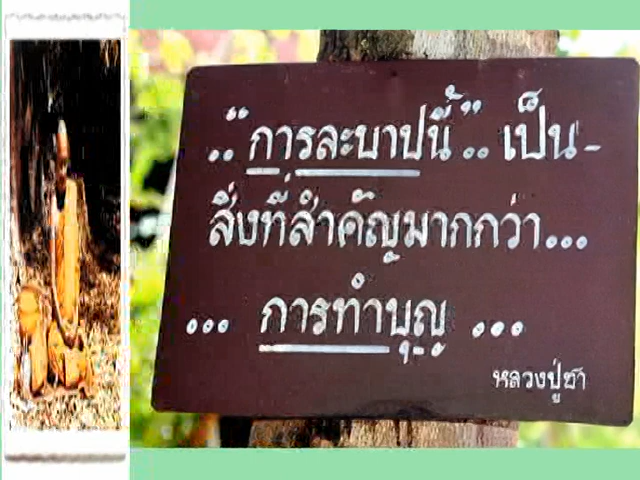 .."การละบาปนี้".. เป็น-
สิ่งที่สำคัญมากกว่า...
... การทำบุญ ...
หลวงปู่ชา